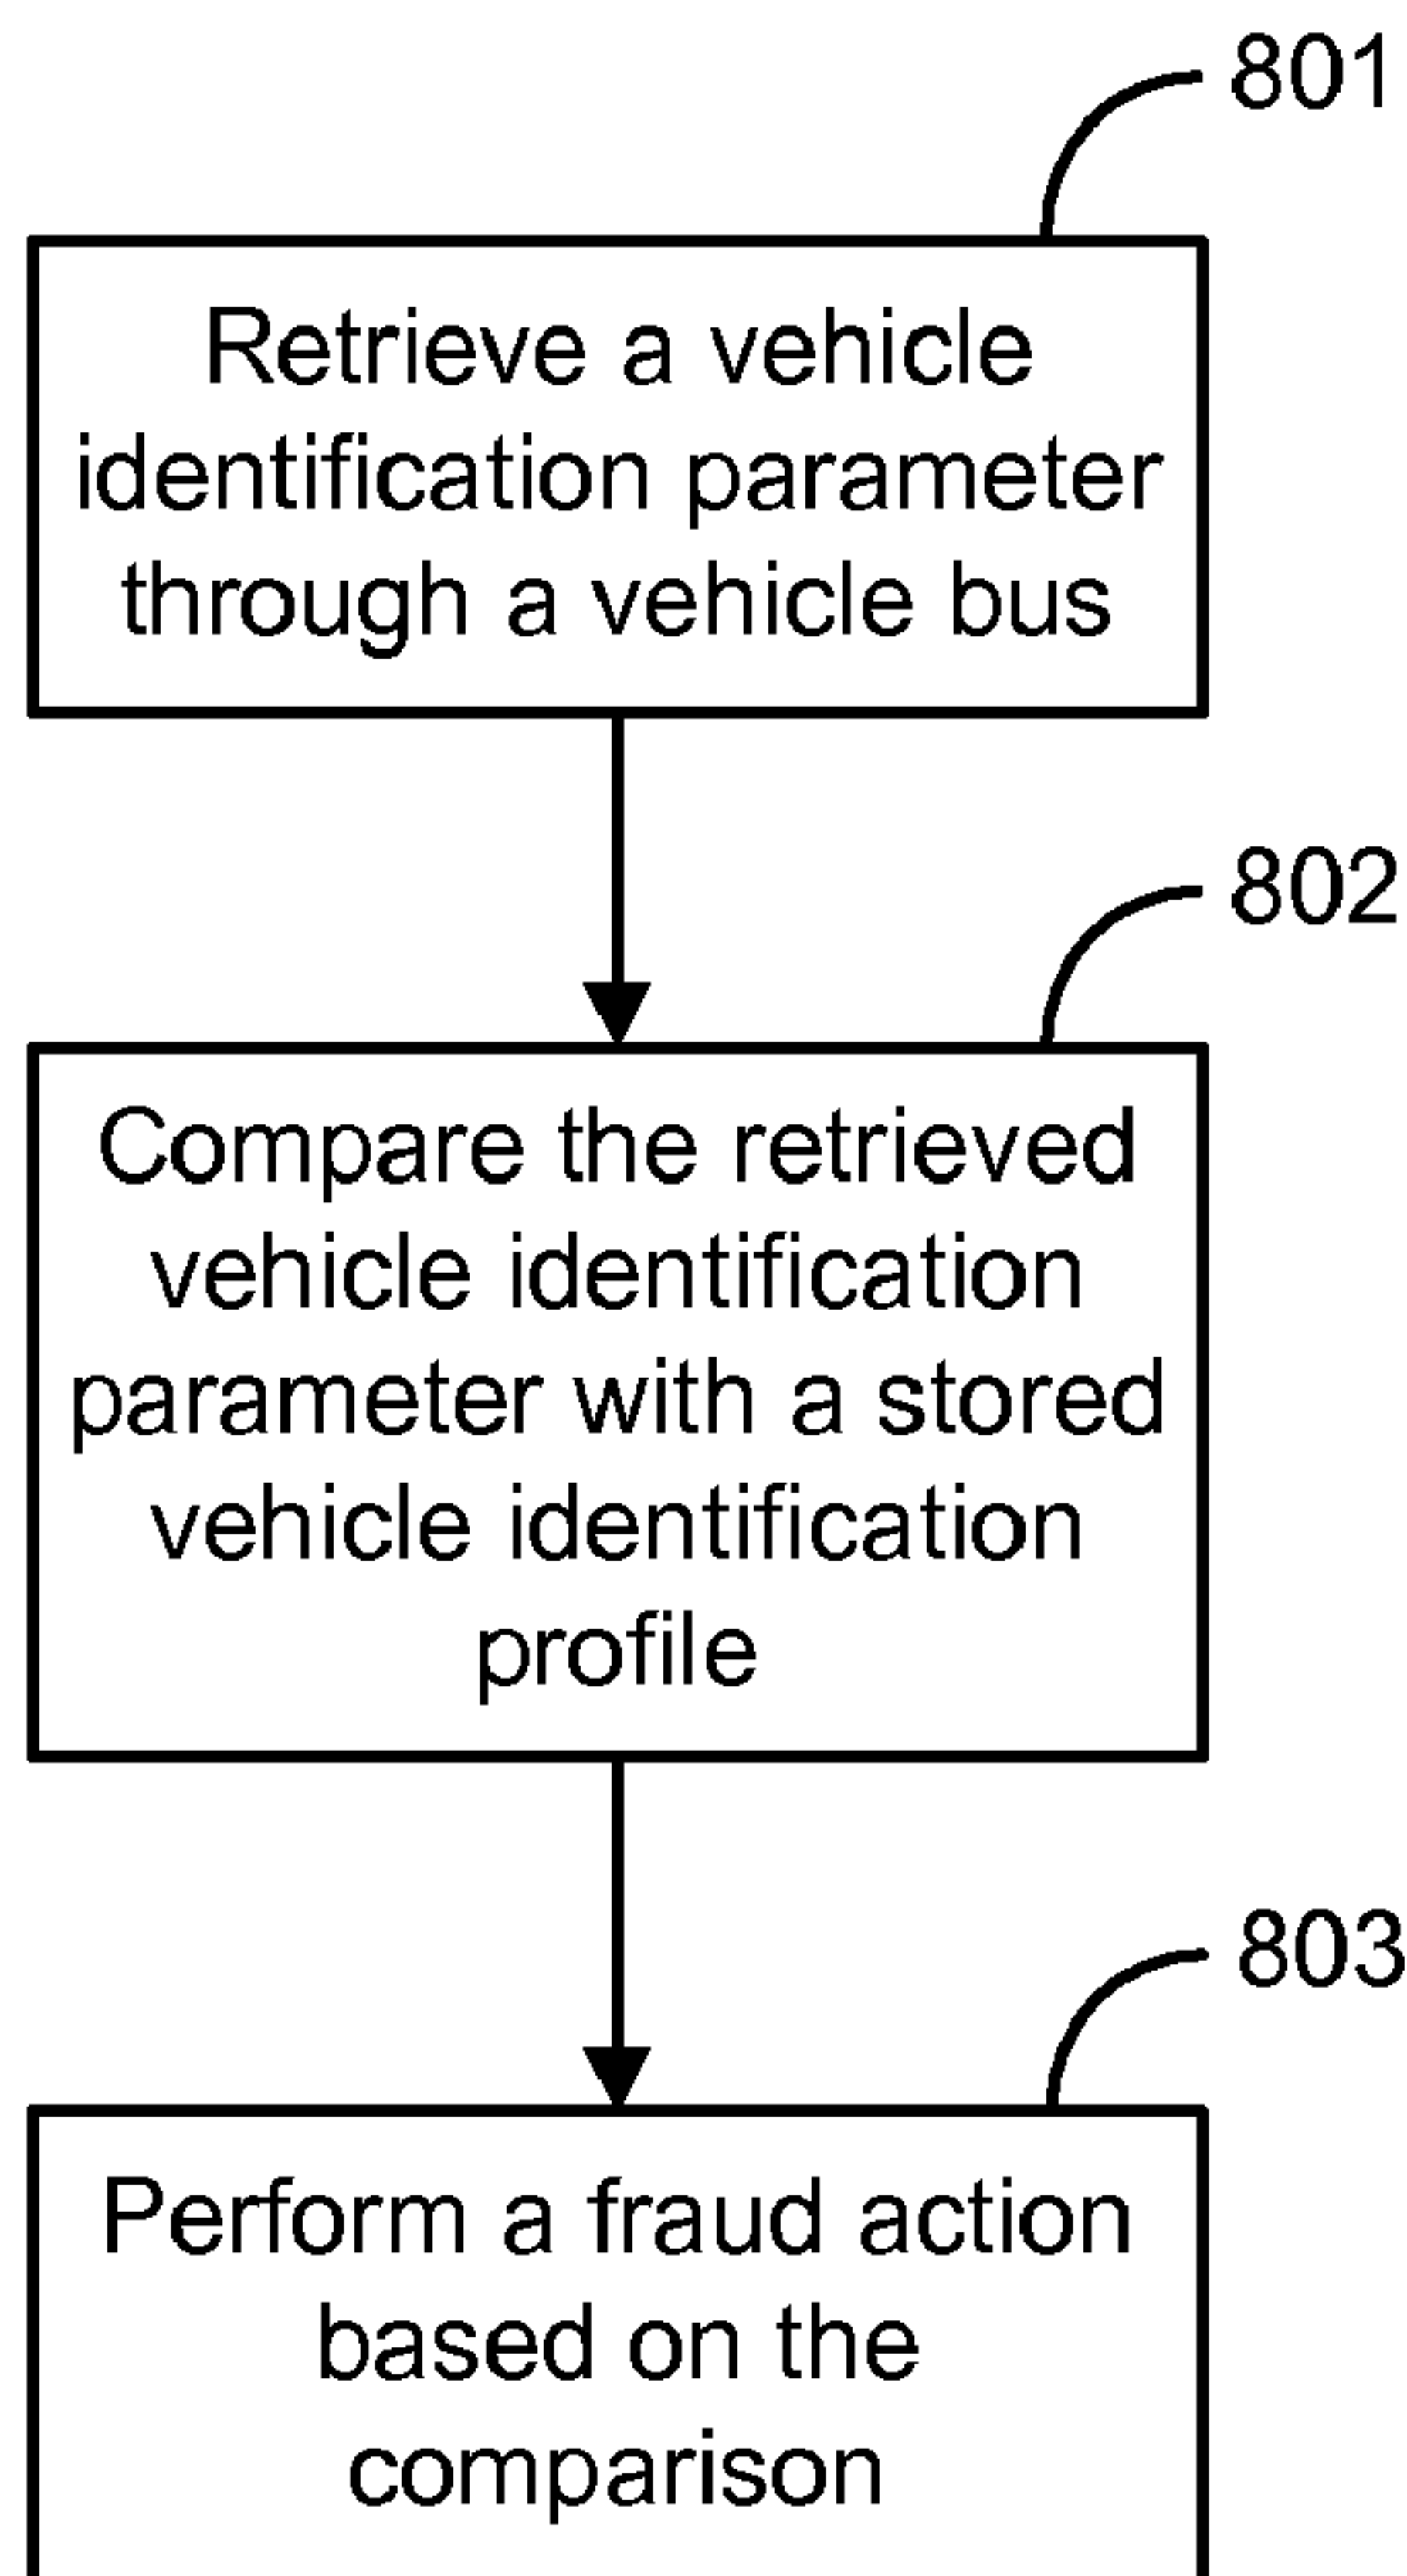 801
Retrieve a vehicle
identification parameter
through a vehicle bus
802
Compare the retrieved
vehicle identification
parameter with a stored
vehicle identification
profile
803
Perform a fraud action
based on the
comparison